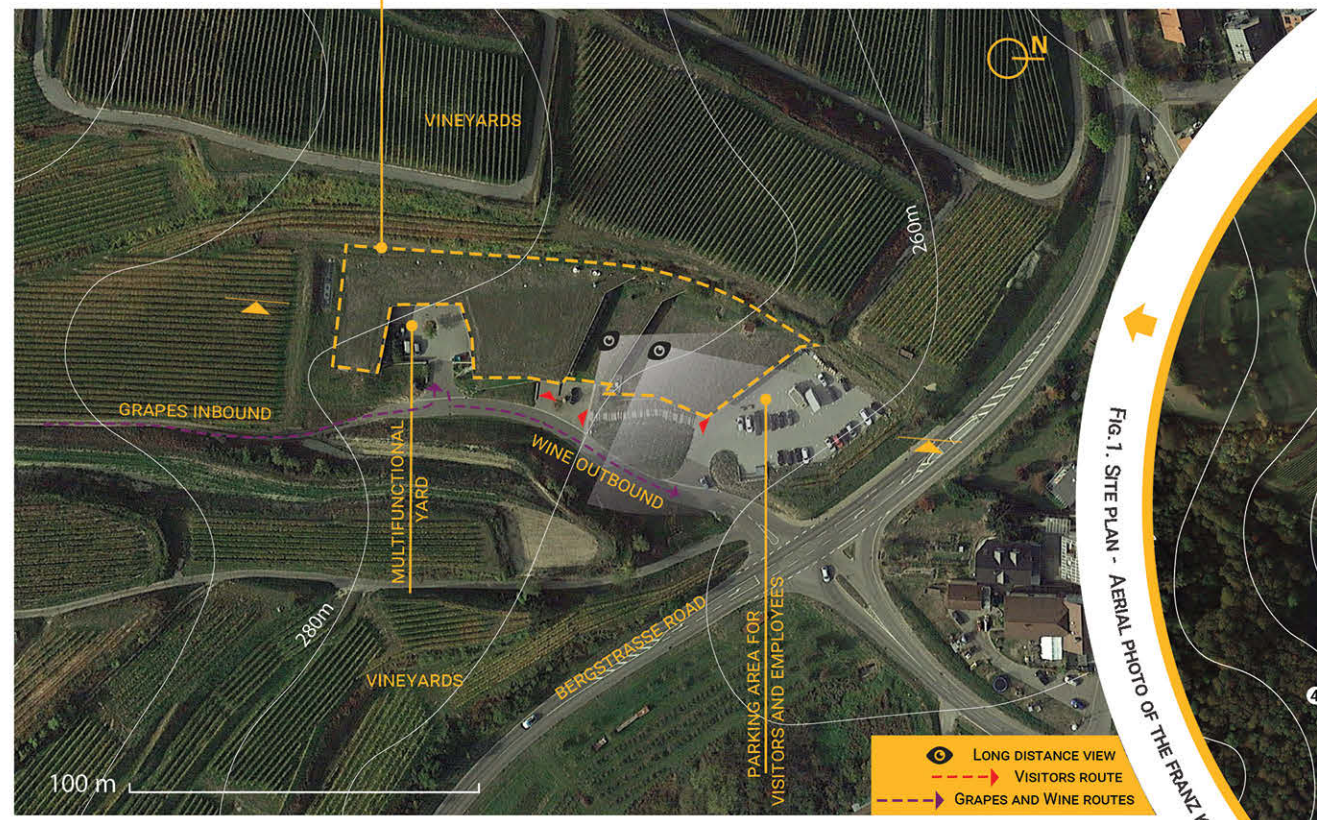 N
VINEYARDS
260m
GRAPES INBOUND
WINE OUTBOUND
MULTIFUNCTIONAL
YARD
280m
VINEYARDS
BERGSTRASSE ROAD
PARKING AREA FOR
VISITORS AND EMPLOYEES
100 m
LONG DISTANCE VIEW
VISITORS ROUTE
GRAPES AND WINE ROUTES
FIG.1. SITE PLAN - AERIAL PHOTO OF THE FRANZ
4